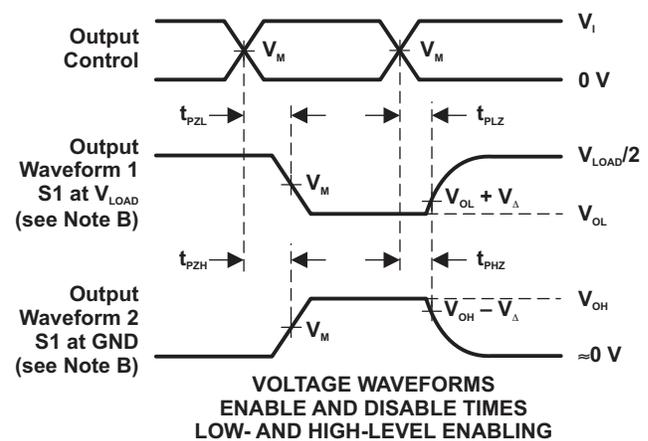 Output
Control
V_M
V_M
V_I
0 V
t_PZL
t_PLZ
Output
Waveform 1
S1 at V_LOAD
(see Note B)
V_M
V_OL + V_Δ
V_LOAD/2
V_OL
t_PZH
t_PHZ
Output
Waveform 2
S1 at GND
(see Note B)
V_M
V_OH – V_Δ
V_OH
≈0 V
VOLTAGE WAVEFORMS
ENABLE AND DISABLE TIMES
LOW- AND HIGH-LEVEL ENABLING